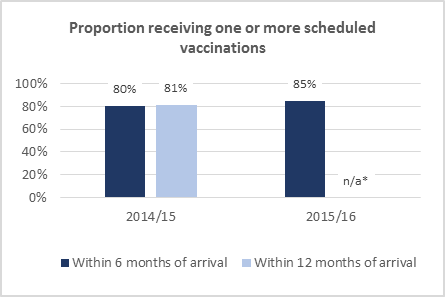 Proportion receiving one or more scheduled
vaccinations
100%
80%
60%
40%
20%
0%
80%
81%
85%
n/a*
2014/15
2015/16
Within 6 months of arrival
Within 12 months of arrival